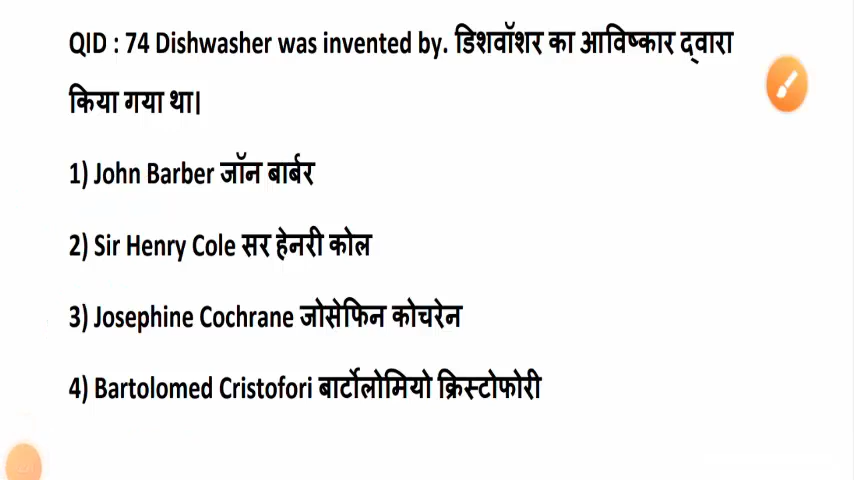 QID : 74 Dishwasher was invented by. डिशवॉशर का आविष्कार द्वारा
किया गया था।
1) John Barber जॉन बार्बर
2) Sir Henry Cole सर हेनरी कोल
3) Josephine Cochrane जोसेफिन कोचरेन
4) Bartolomed Cristofori बार्टोलोमियो क्रिस्टोफोरी